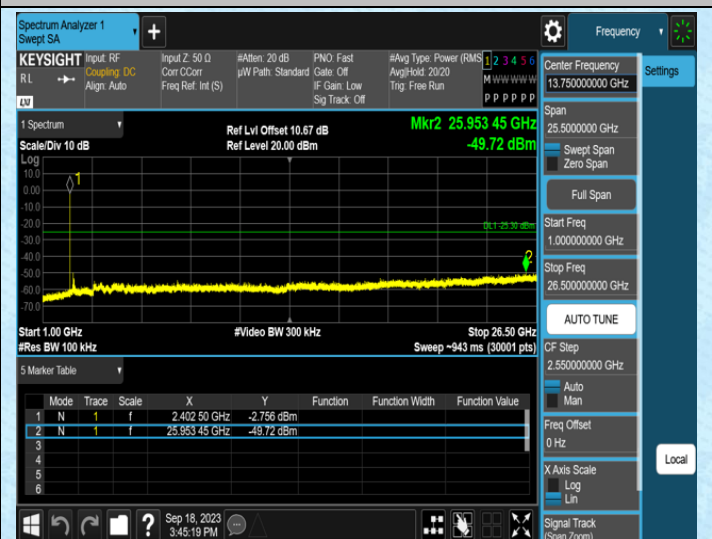 Spectrum Analyzer 1
Swept SA
Frequency
KEYSIGHT Input: RF Input Z: 50 Ω #Atten: 20 dB PNO: Fast #Avg Type: Power (RMS 1 2 3 4 5 6
RL Coupling: DC Corr CCorr µW Path: Standard Gate: Off Avg|Hold: 20/20 M W W W W W
Align: Auto Freq Ref: Int (S) IF Gain: Low Trig: Free Run
LXI Sig Track: Off P P P P P P
1 Spectrum
Ref Lvl Offset 10.67 dB
Mkr2 25.953 45 GHz
Scale/Div 10 dB Ref Level 20.00 dBm -49.72 dBm
Log
10.0
0.00
-10.0
-20.0
-30.0
-40.0
-50.0
-60.0
-70.0
1
DL1 -25.30 dBm
2
Start 1.00 GHz #Video BW 300 kHz Stop 26.50 GHz
#Res BW 100 kHz Sweep ~943 ms (30001 pts)
5 Marker Table
Mode Trace Scale X Y Function Function Width Function Value
1 N 1 f 2.402 50 GHz -2.756 dBm
2 N 1 f 25.953 45 GHz -49.72 dBm
3
4
5
6
Sep 18, 2023
3:45:19 PM
Center Frequency
13.750000000 GHz
Settings
Span
25.5000000 GHz
Swept Span
Zero Span
Full Span
Start Freq
1.000000000 GHz
Stop Freq
26.500000000 GHz
AUTO TUNE
CF Step
2.550000000 GHz
Auto
Man
Freq Offset
0 Hz
X Axis Scale
Log
Lin
Local
Signal Track
(Span Zoom)